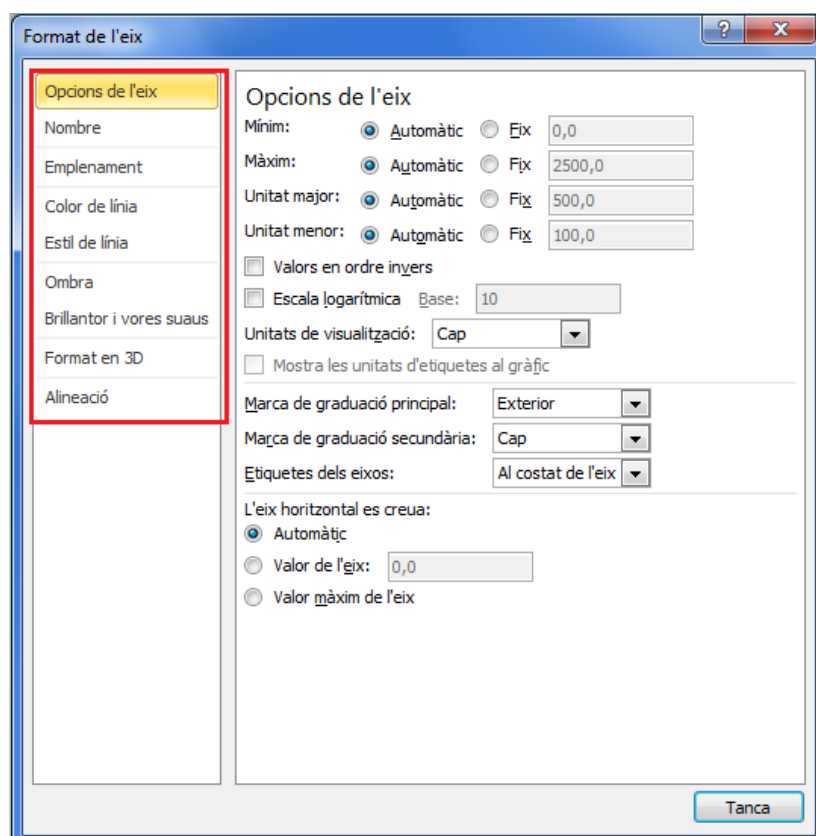 Format de l'eix
Opcions de l'eix
Nombre
Emplenament
Color de línia
Estil de línia
Ombra
Brillantor i vores suaus
Format en 3D
Alineació
Opcions de l'eix
Mínim: Automàtic Fix 0,0
Màxim: Automàtic Fix 2500,0
Unitat major: Automàtic Fix 500,0
Unitat menor: Automàtic Fix 100,0
Valors en ordre invers
Escala logarítmica Base: 10
Unitats de visualització: Cap
Mostra les unitats d'etiquetes al gràfic
Marca de graduació principal: Exterior
Marca de graduació secundària: Cap
Etiquetes dels eixos: Al costat de l'eix
L'eix horitzontal es creua:
Automàtic
Valor de l'eix: 0,0
Valor màxim de l'eix
Tanca